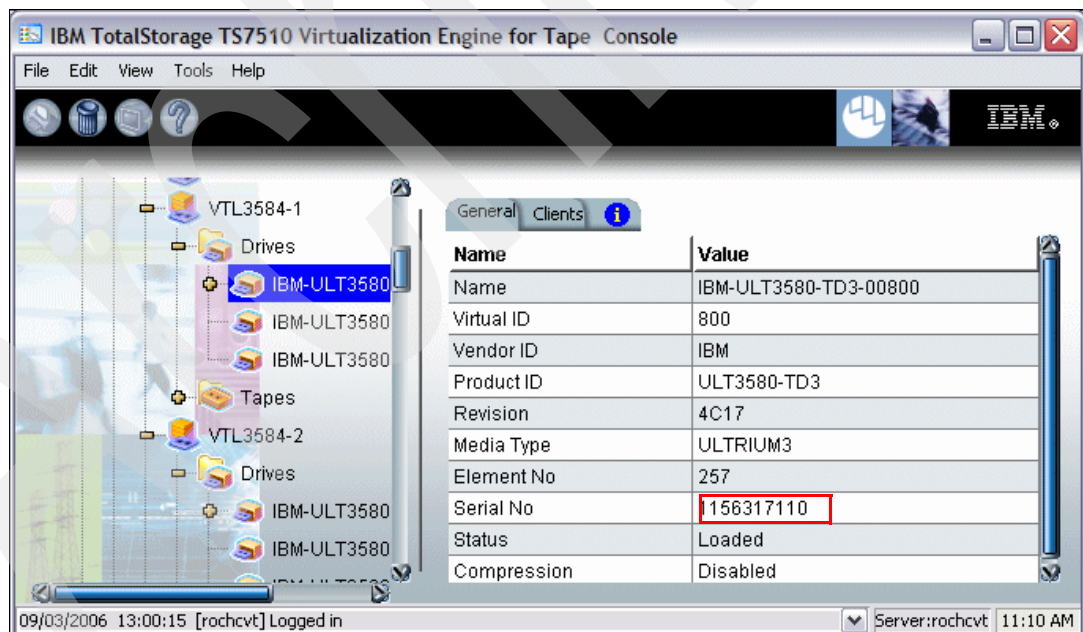 IBM TotalStorage TS7510 Virtualization Engine for Tape Console
File Edit View Tools Help
IBM
VTL3584-1
Drives
IBM-ULT3580
IBM-ULT3580
IBM-ULT3580
Tapes
VTL3584-2
Drives
IBM-ULT3580
IBM-ULT3580
General Clients i
Name Value
Name IBM-ULT3580-TD3-00800
Virtual ID 800
Vendor ID IBM
Product ID ULT3580-TD3
Revision 4C17
Media Type ULTRIUM3
Element No 257
Serial No 1156317110
Status Loaded
Compression Disabled
09/03/2006 13:00:15 [rochcvt] Logged in Server:rochcvt 11:10 AM